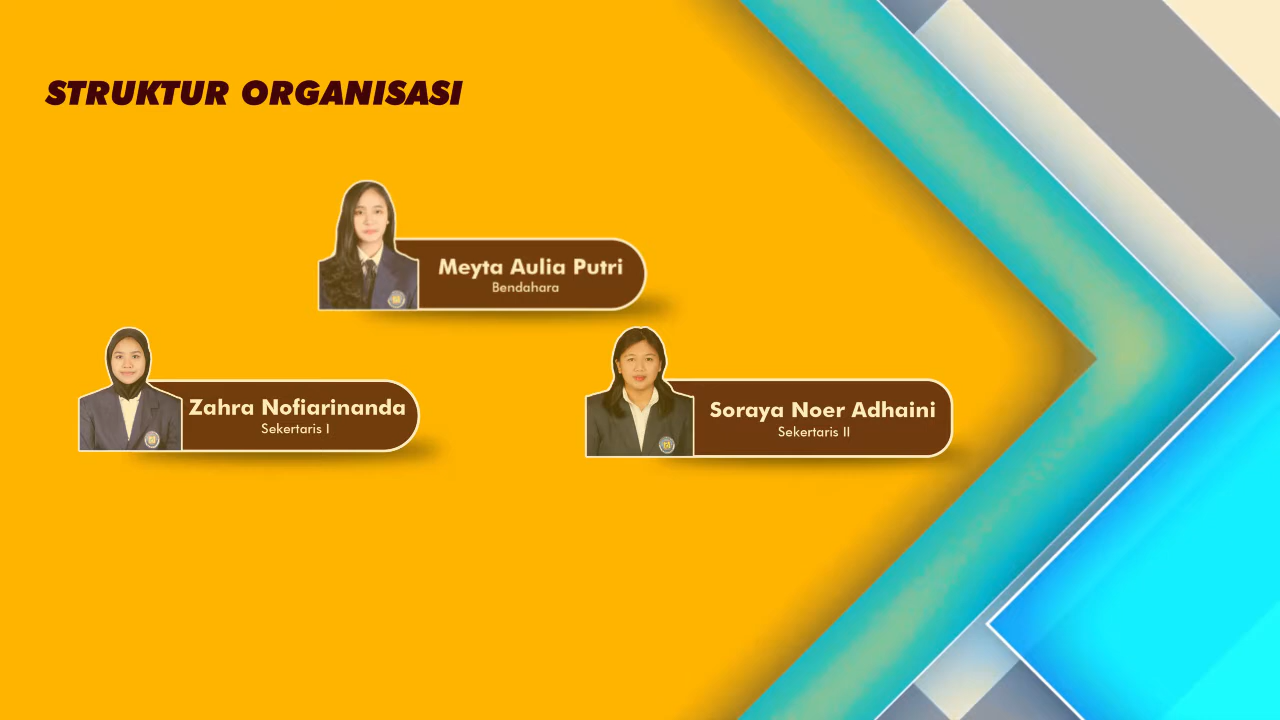 STRUKTUR ORGANISASI
Meyta Aulia Putri
Bendahara
Zahra Nofiarinanda
Sekertaris I
Soraya Noer Adhaini
Sekertaris II